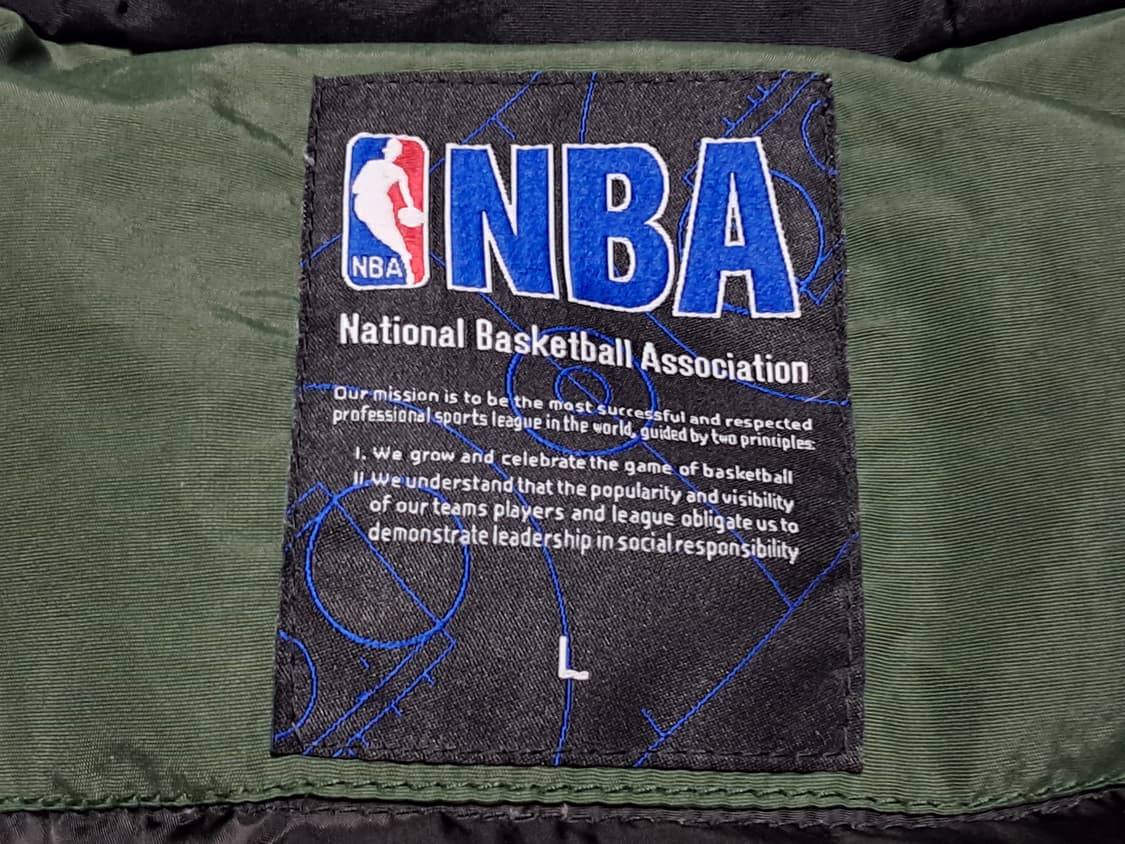 NBA
NBA
National Basketball Association
Our mission is to be the most successful and respected
professional sports league in the world, guided by two principles:
I. We grow and celebrate the game of basketball
II. We understand that the popularity and visibility
of our teams players and league obligate us to
demonstrate leadership in social responsibility
L